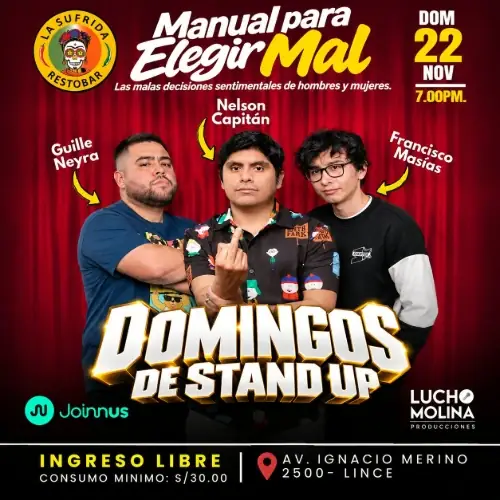 LA SUFRIDA
RESTOBAR
Manual para
Elegir Mal
Las malas decisiones sentimentales de hombres y mujeres.
DOM
22
NOV
7.00PM.
Nelson
Capitán
Guille
Neyra
Francisco
Masías
SOUTH
PARK
DOMINGOS
DE STAND UP
Joinnus
LUCHO
MOLINA
PRODUCCIONES
INGRESO LIBRE
CONSUMO MINIMO: S/30.00
AV. IGNACIO MERINO
2500- LINCE